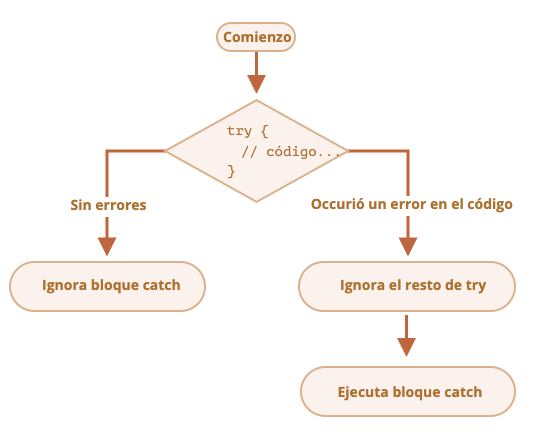 Comienzo
try {
// código...
}
Sin errores
Occurió un error en el código
Ignora bloque catch
Ignora el resto de try
Ejecuta bloque catch